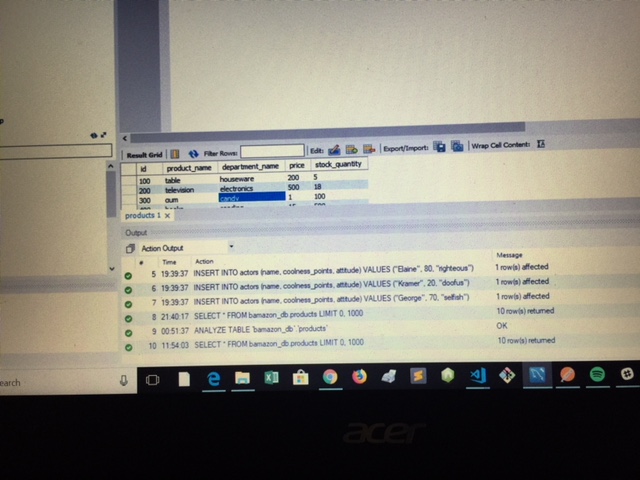 Result Grid Filter Rows: Edit: Export/Import: Wrap Cell Content:
id product_name department_name price stock_quantity
100 table houseware 200 5
200 television electronics 500 18
300 gum candy 1 100
products 1 ×
Output
Action Output
# Time Action Message
5 19:39:37 INSERT INTO actors (name, coolness_points, attitude) VALUES ("Elaine", 80, "righteous") 1 row(s) affected
6 19:39:37 INSERT INTO actors (name, coolness_points, attitude) VALUES ("Kramer", 20, "doofus") 1 row(s) affected
7 19:39:37 INSERT INTO actors (name, coolness_points, attitude) VALUES ("George", 70, "selfish") 1 row(s) affected
8 21:40:17 SELECT * FROM bamazon_db.products LIMIT 0, 1000 10 row(s) returned
9 00:51:37 ANALYZE TABLE `bamazon_db`.`products` OK
10 11:54:03 SELECT * FROM bamazon_db.products LIMIT 0, 1000 10 row(s) returned
earch
acer